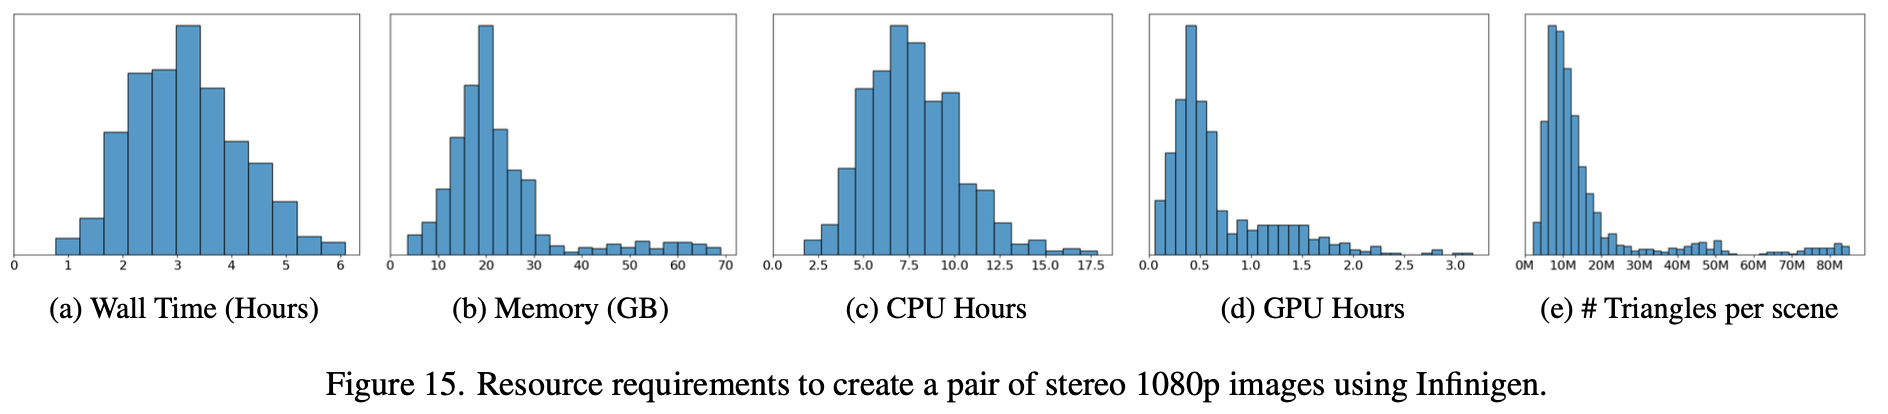 0 1 2 3 4 5 6
0 10 20 30 40 50 60 70
0.0 2.5 5.0 7.5 10.0 12.5 15.0 17.5
0.0 0.5 1.0 1.5 2.0 2.5 3.0
0M 10M 20M 30M 40M 50M 60M 70M 80M
(a) Wall Time (Hours)
(b) Memory (GB)
(c) CPU Hours
(d) GPU Hours
(e) # Triangles per scene
Figure 15. Resource requirements to create a pair of stereo 1080p images using Infinigen.